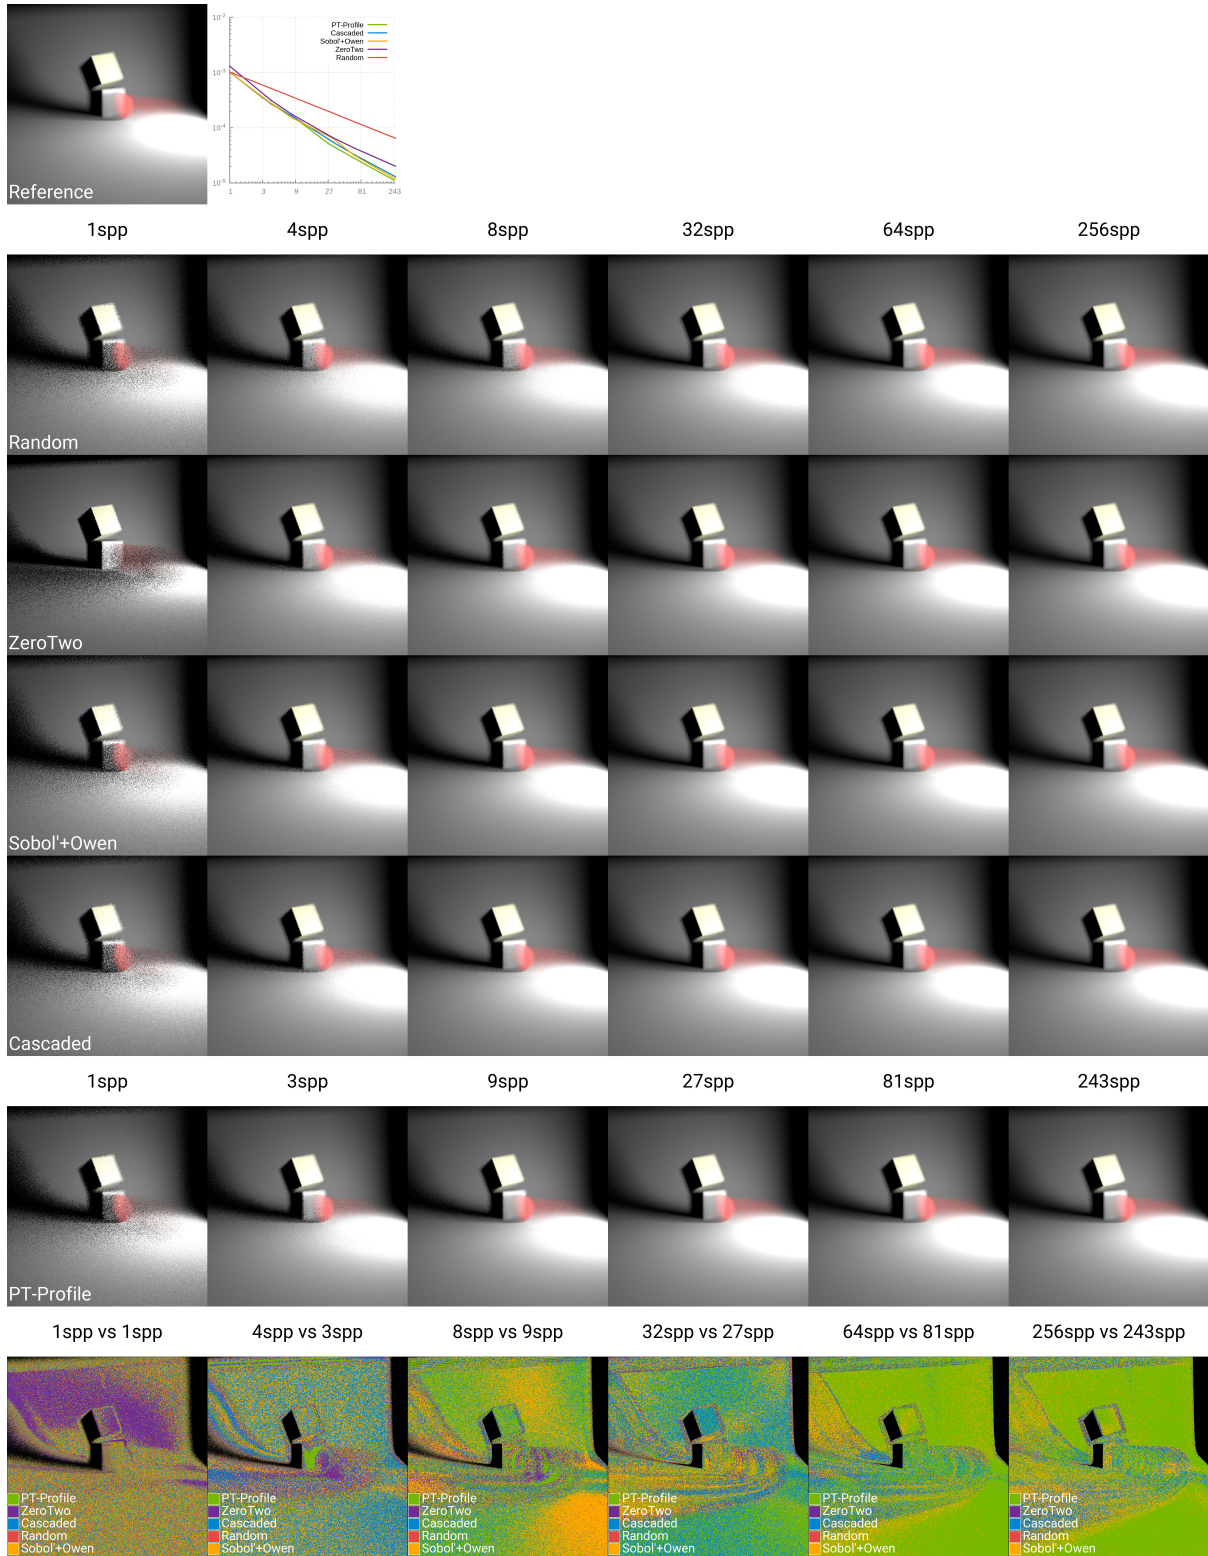 Reference
10⁻²
10⁻³
10⁻⁴
10⁻⁵
PT-Profile
Cascaded
Sobol'+Owen
ZeroTwo
Random
1 3 9 27 81 243
1spp 4spp 8spp 32spp 64spp 256spp
Random
ZeroTwo
Sobol'+Owen
Cascaded
1spp 3spp 9spp 27spp 81spp 243spp
PT-Profile
1spp vs 1spp 4spp vs 3spp 8spp vs 9spp 32spp vs 27spp 64spp vs 81spp 256spp vs 243spp
PT-Profile PT-Profile PT-Profile PT-Profile PT-Profile PT-Profile
ZeroTwo ZeroTwo ZeroTwo ZeroTwo ZeroTwo ZeroTwo
Cascaded Cascaded Cascaded Cascaded Cascaded Cascaded
Random Random Random Random Random Random
Sobol'+Owen Sobol'+Owen Sobol'+Owen Sobol'+Owen Sobol'+Owen Sobol'+Owen